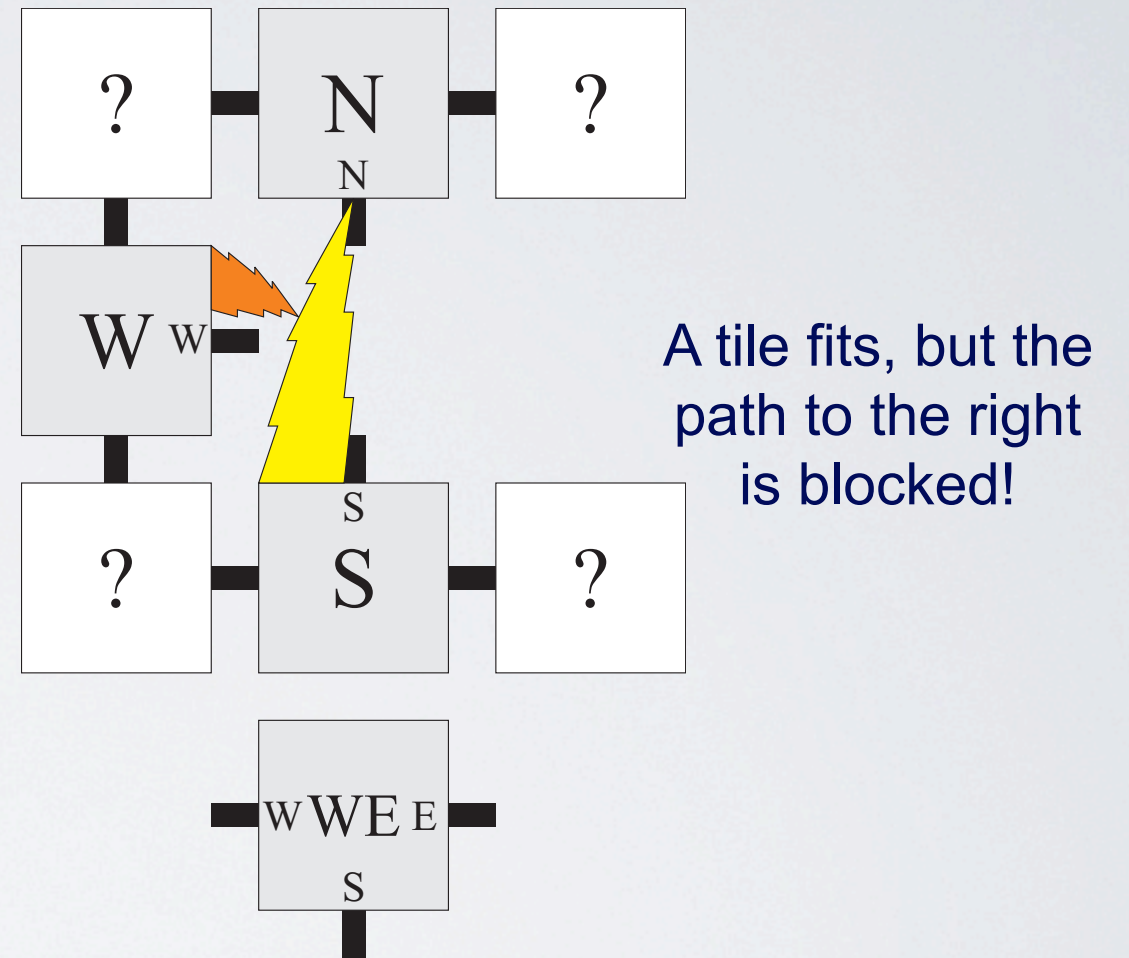 ? N ?
N
W W
S
? S ?
W WE E
S
A tile fits, but the
path to the right
is blocked!